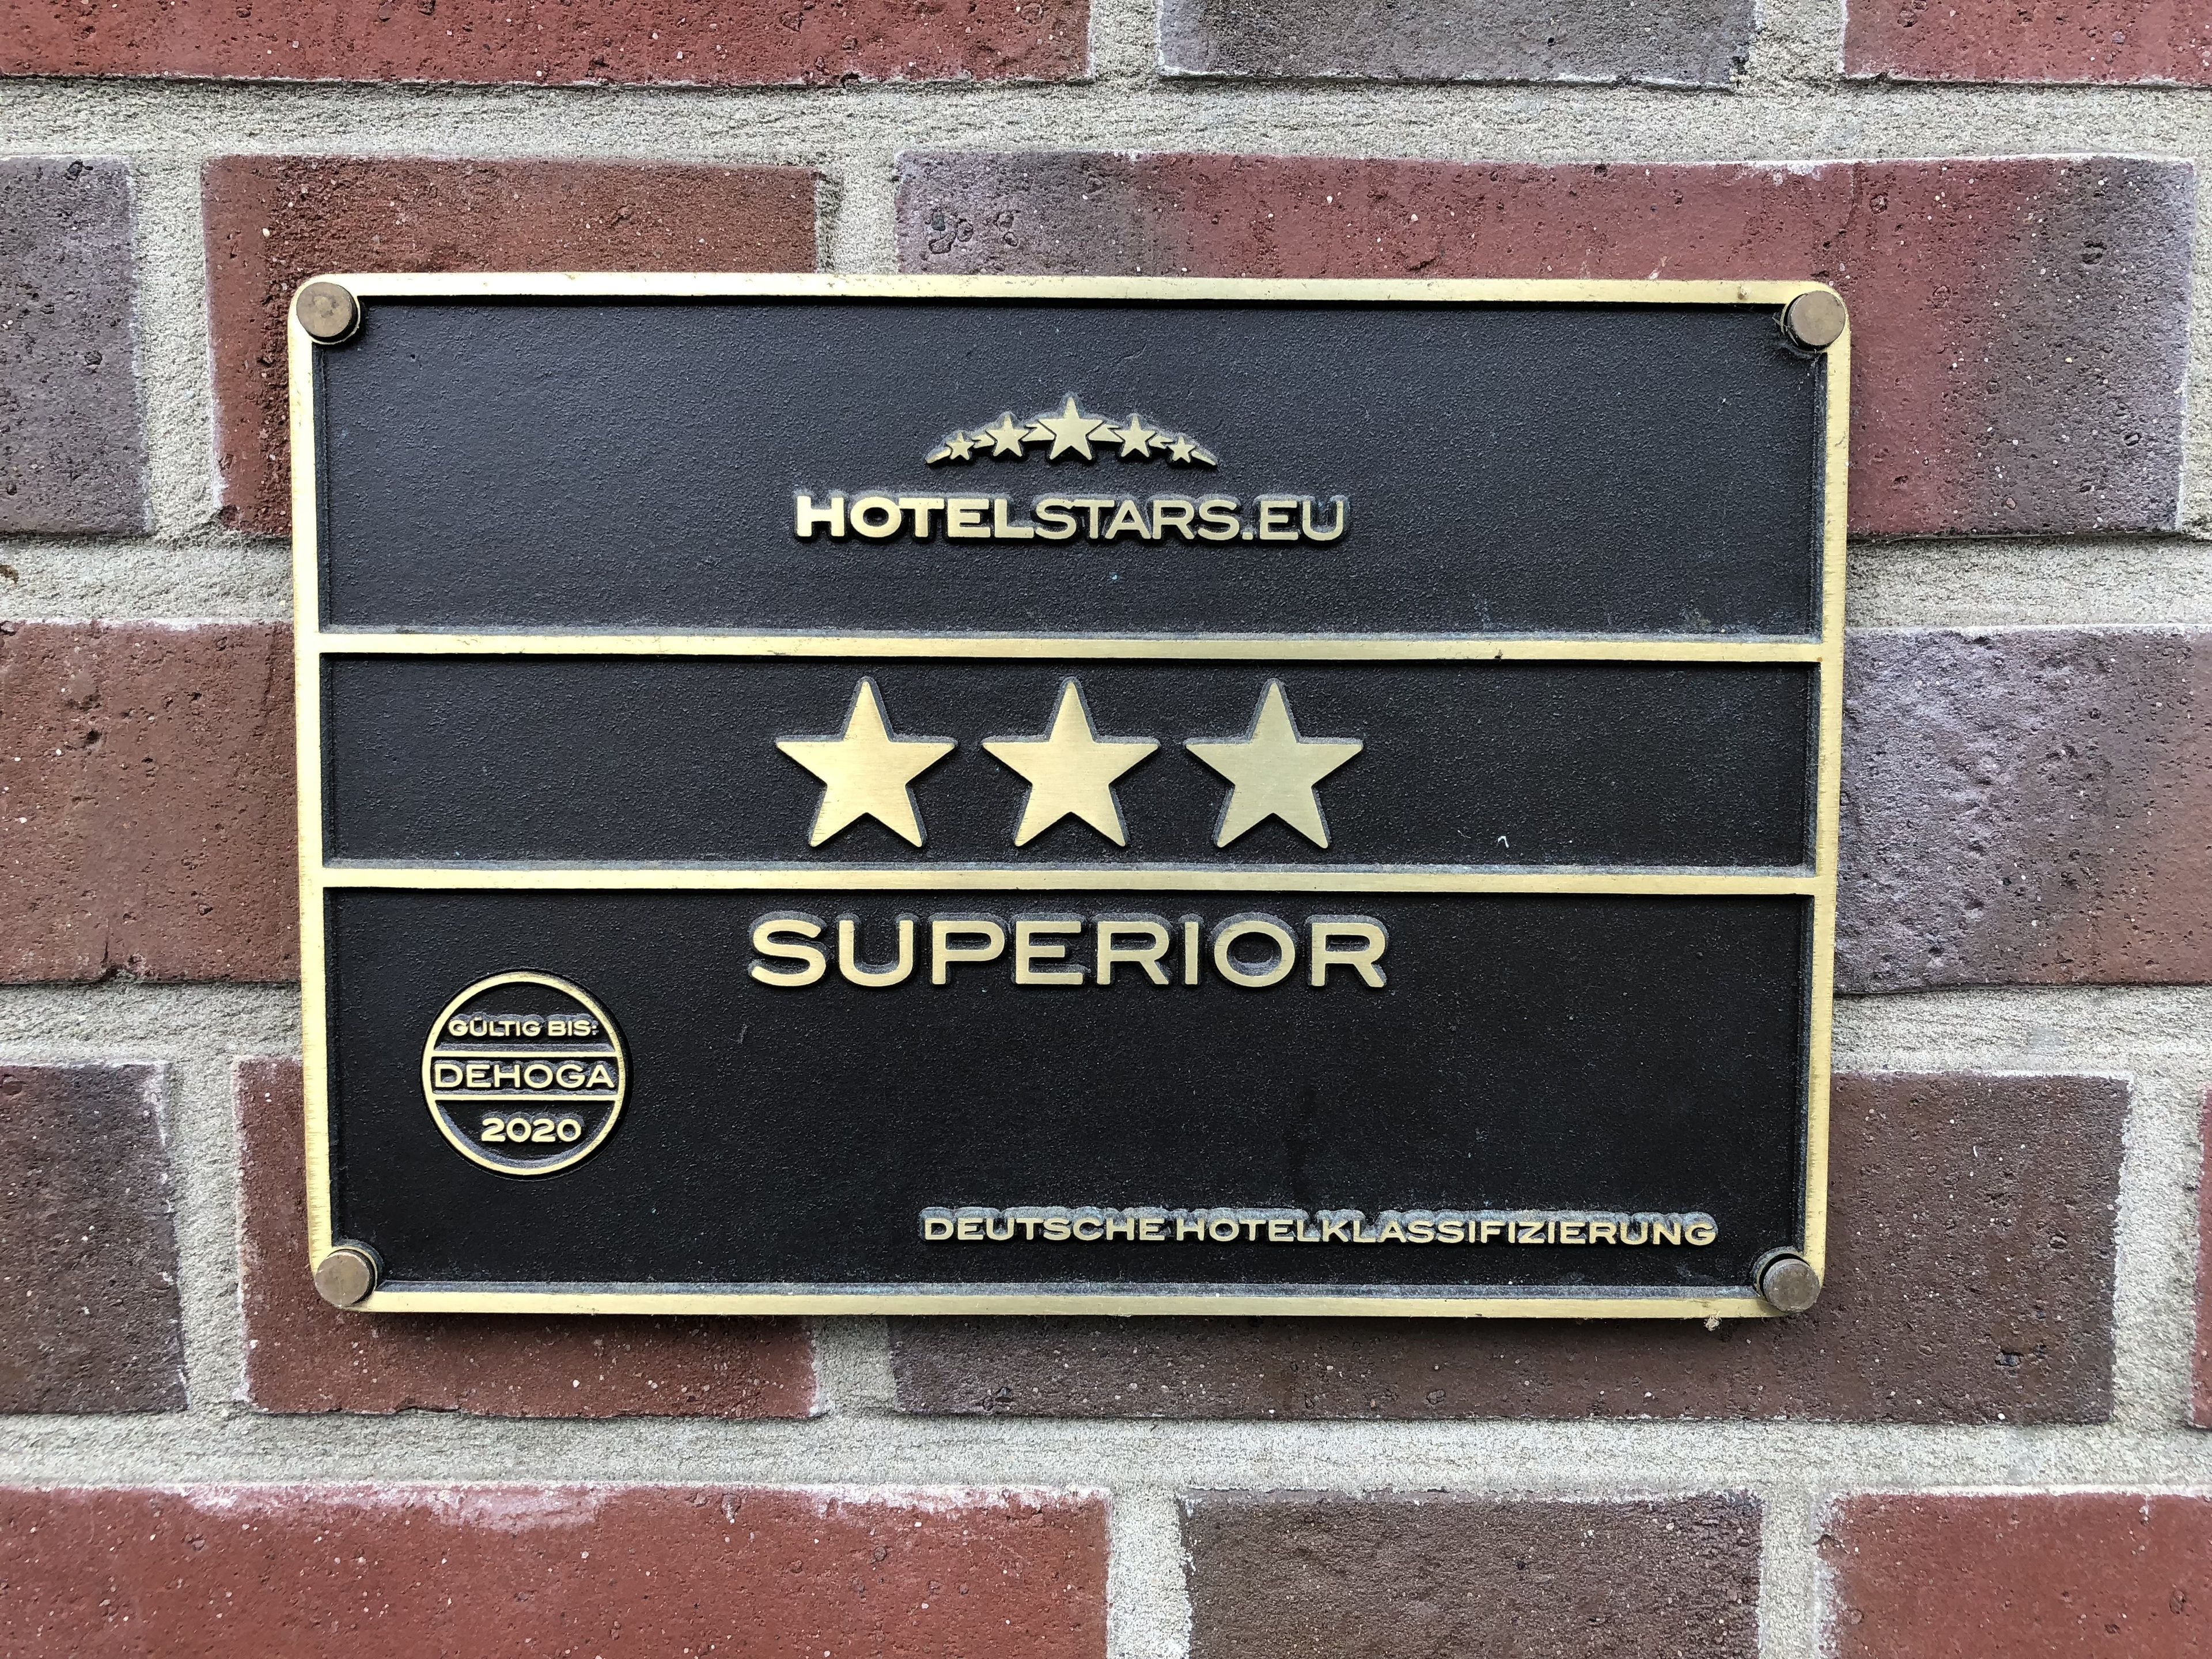 HOTELSTARS.EU
SUPERIOR
GÜLTIG BIS:
DEHOGA
2020
DEUTSCHE HOTELKLASSIFIZIERUNG